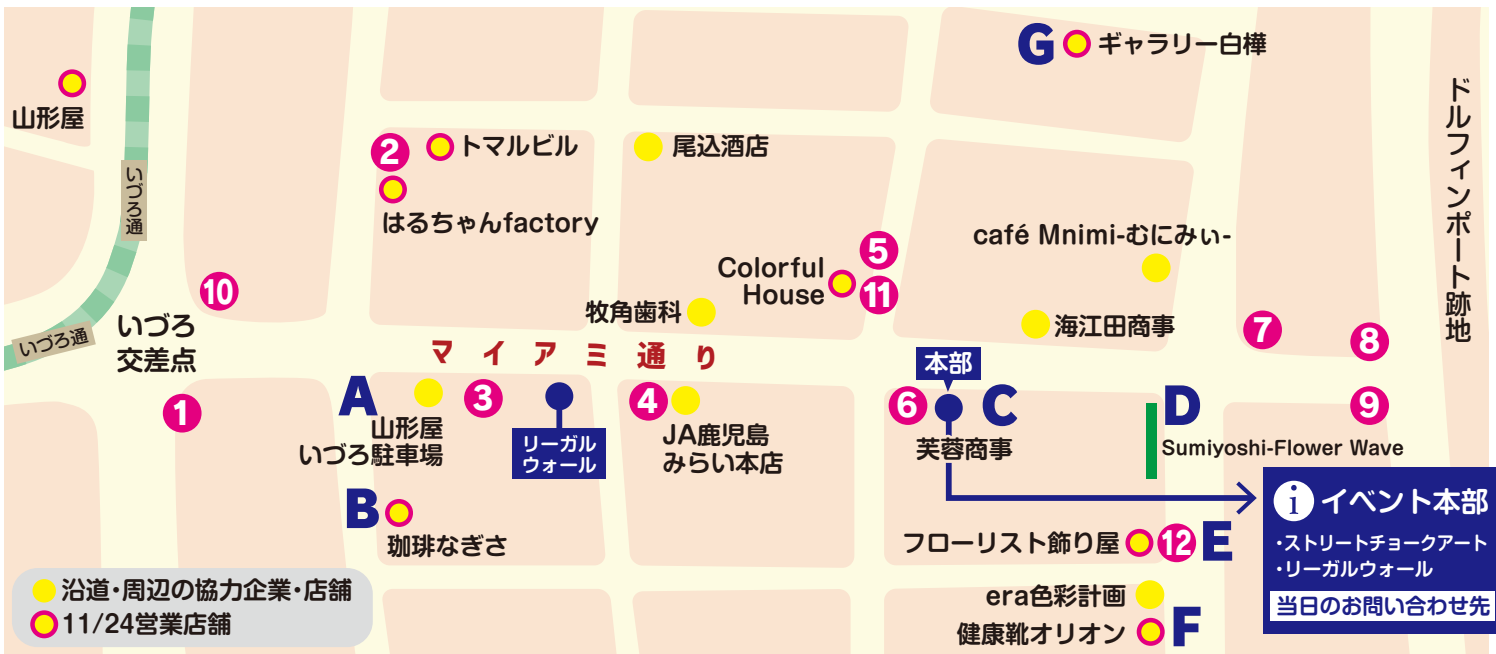 G
ギャラリー白樺
山形屋
ドルフィンポート跡地
2
トマルビル
尾込酒店
いづろ通
はるちゃんfactory
café Mnimi-むにみぃ-
5
Colorful
House
11
10
牧角歯科
海江田商事
7
8
いづろ
交差点
いづろ通
マイアミ通り
本部
A
1
3
4
6
C
D
9
山形屋
いづろ駐車場
リーガル
ウォール
JA鹿児島
みらい本店
芙蓉商事
Sumiyoshi-Flower Wave
B
珈琲なぎさ
i イベント本部
・ストリートチョークアート
・リーガルウォール
当日のお問い合わせ先
フローリスト飾り屋
12
E
era色彩計画
健康靴オリオン
F
沿道・周辺の協力企業・店舗
11/24営業店舗